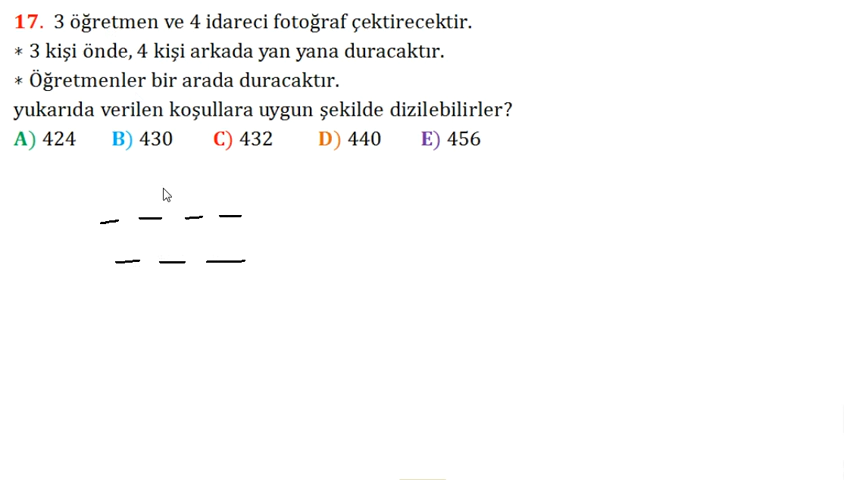 17. 3 öğretmen ve 4 idareci fotoğraf çektirecektir.
* 3 kişi önde, 4 kişi arkada yan yana duracaktır.
* Öğretmenler bir arada duracaktır.
yukarıda verilen koşullara uygun şekilde dizilebilirler?
A) 424 B) 430 C) 432 D) 440 E) 456